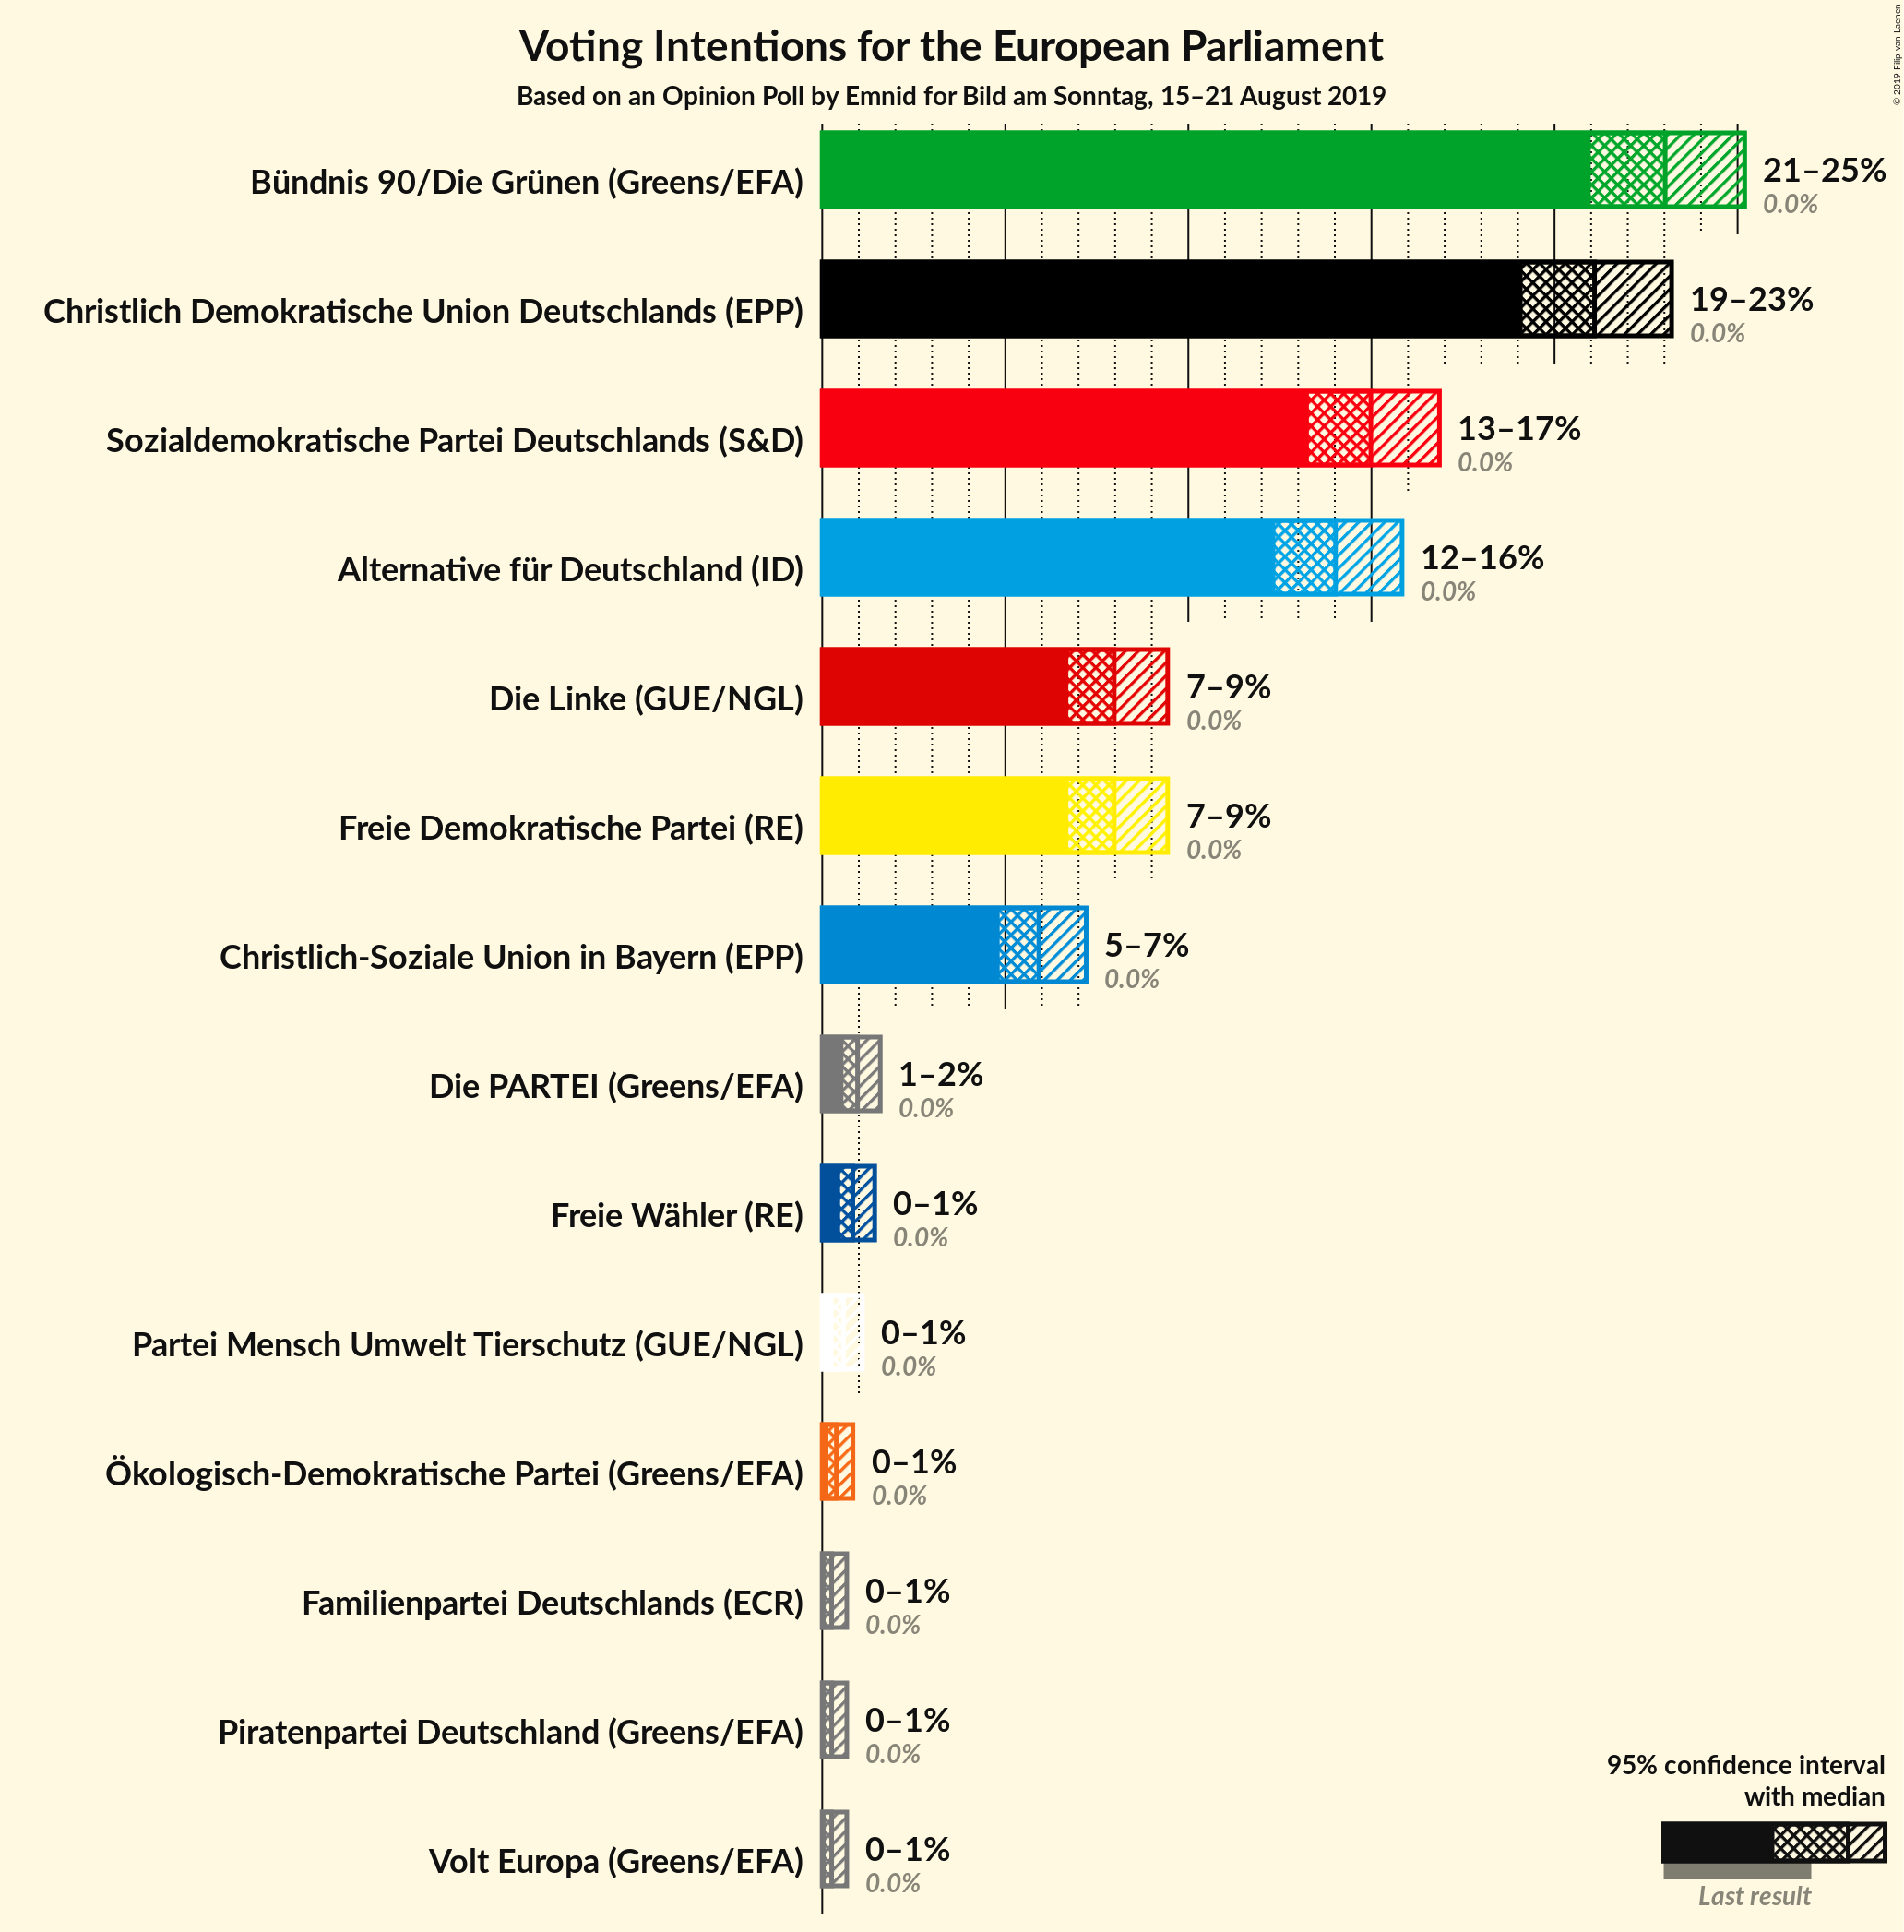 © 2019 Filip van Laenen
Voting Intentions for the European Parliament
Based on an Opinion Poll by Emnid for Bild am Sonntag, 15–21 August 2019
Bündnis 90/Die Grünen (Greens/EFA)
21–25%
0.0%
Christlich Demokratische Union Deutschlands (EPP)
19–23%
0.0%
Sozialdemokratische Partei Deutschlands (S&D)
13–17%
0.0%
Alternative für Deutschland (ID)
12–16%
0.0%
Die Linke (GUE/NGL)
7–9%
0.0%
Freie Demokratische Partei (RE)
7–9%
0.0%
Christlich-Soziale Union in Bayern (EPP)
5–7%
0.0%
Die PARTEI (Greens/EFA)
1–2%
0.0%
Freie Wähler (RE)
0–1%
0.0%
Partei Mensch Umwelt Tierschutz (GUE/NGL)
0–1%
0.0%
Ökologisch-Demokratische Partei (Greens/EFA)
0–1%
0.0%
Familienpartei Deutschlands (ECR)
0–1%
0.0%
Piratenpartei Deutschland (Greens/EFA)
0–1%
0.0%
Volt Europa (Greens/EFA)
0–1%
0.0%
95% confidence interval
with median
Last result